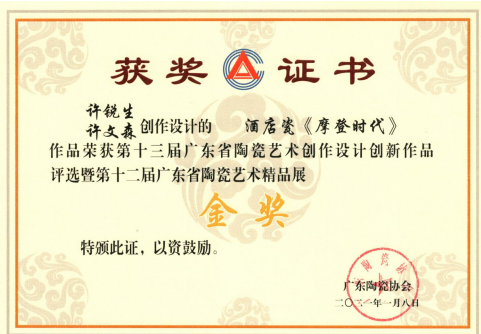 获奖证书
许锐生
许文森创作设计的 酒店瓷《摩登时代》
作品荣获第十三届广东省陶瓷艺术创作设计创新作品
评选暨第十二届广东省陶瓷艺术精品展
金奖
特颁此证，以资鼓励。
广东陶瓷协会
二〇二一年一月八日